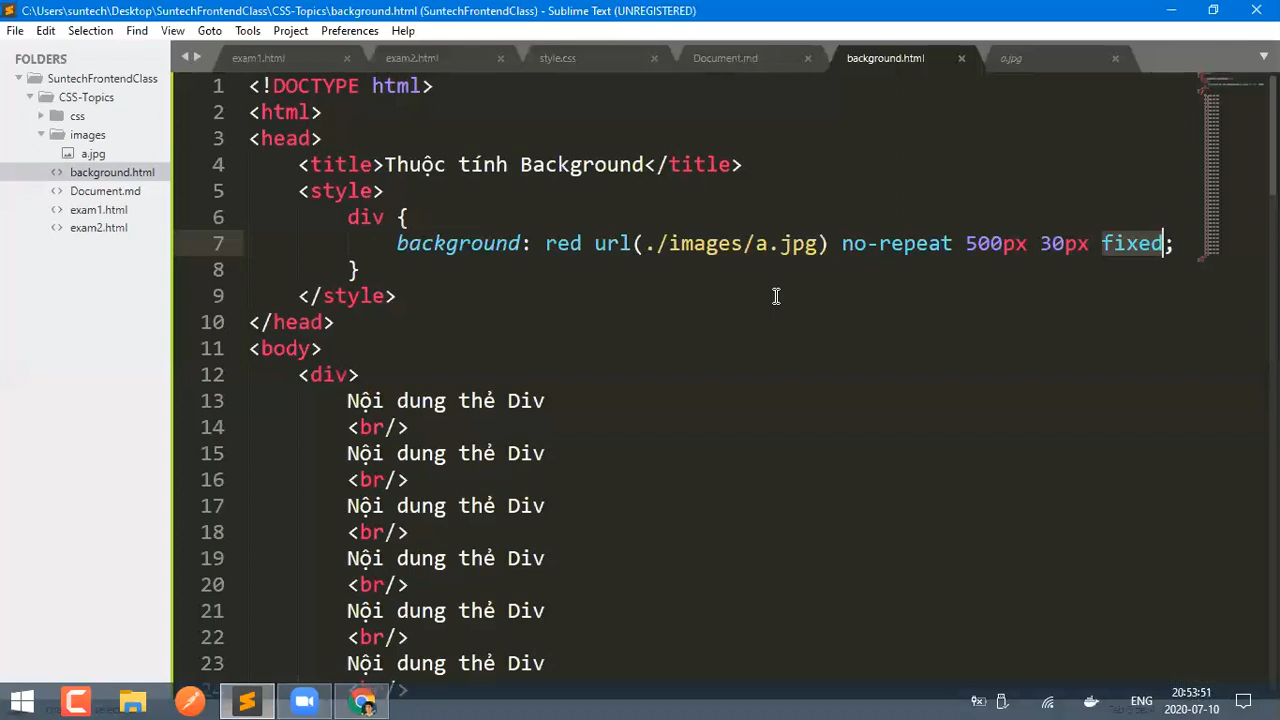 C:\Users\suntech\Desktop\SuntechFrontendClass\CSS-Topics\background.html (SuntechFrontendClass) - Sublime Text (UNREGISTERED)
File Edit Selection Find View Goto Tools Project Preferences Help
FOLDERS
SuntechFrontendClass
CSS-Topics
css
images
a.jpg
background.html
Document.md
exam1.html
exam2.html
exam1.html exam2.html style.css Document.md background.html a.jpg
1 <!DOCTYPE html>
2 <html>
3 <head>
4 <title>Thuộc tính Background</title>
5 <style>
6 div {
7 background: red url(./images/a.jpg) no-repeat 500px 30px fixed;
8 }
9 </style>
10 </head>
11 <body>
12 <div>
13 Nội dung thẻ Div
14 <br/>
15 Nội dung thẻ Div
16 <br/>
17 Nội dung thẻ Div
18 <br/>
19 Nội dung thẻ Div
20 <br/>
21 Nội dung thẻ Div
22 <br/>
23 Nội dung thẻ Div
ENG
20:53:51
2020-07-10